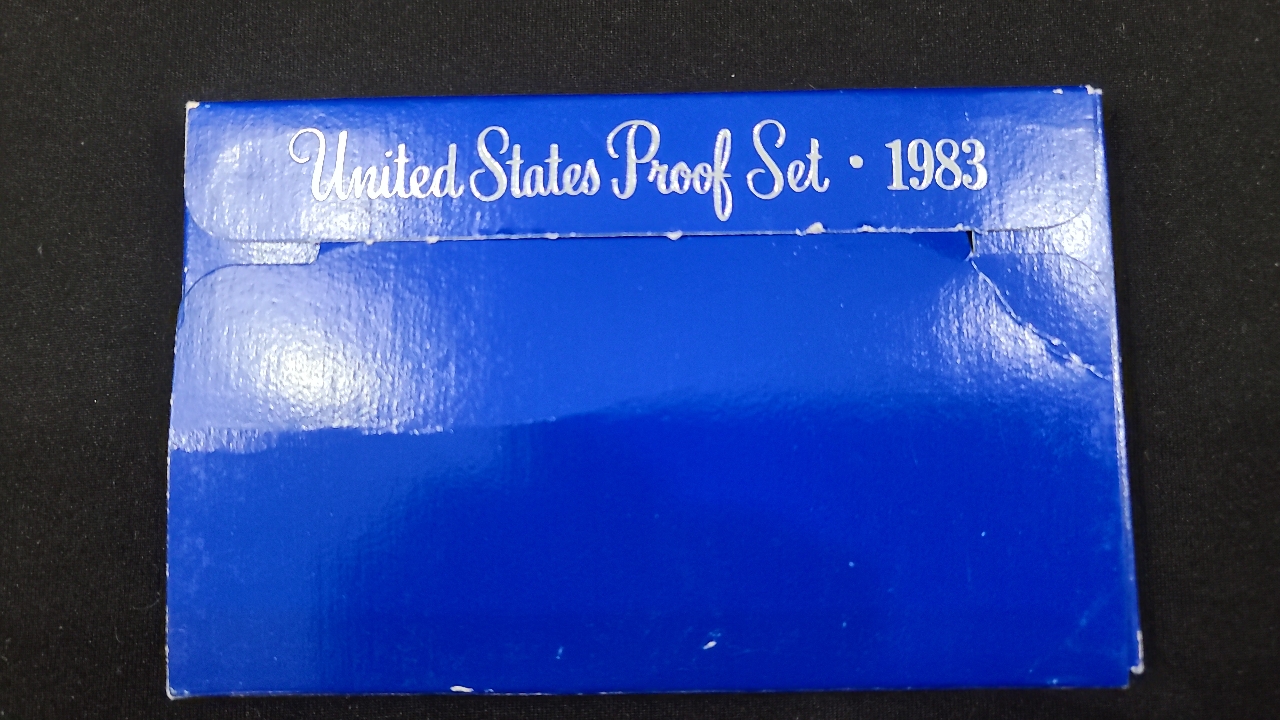 United States Proof Set · 1983